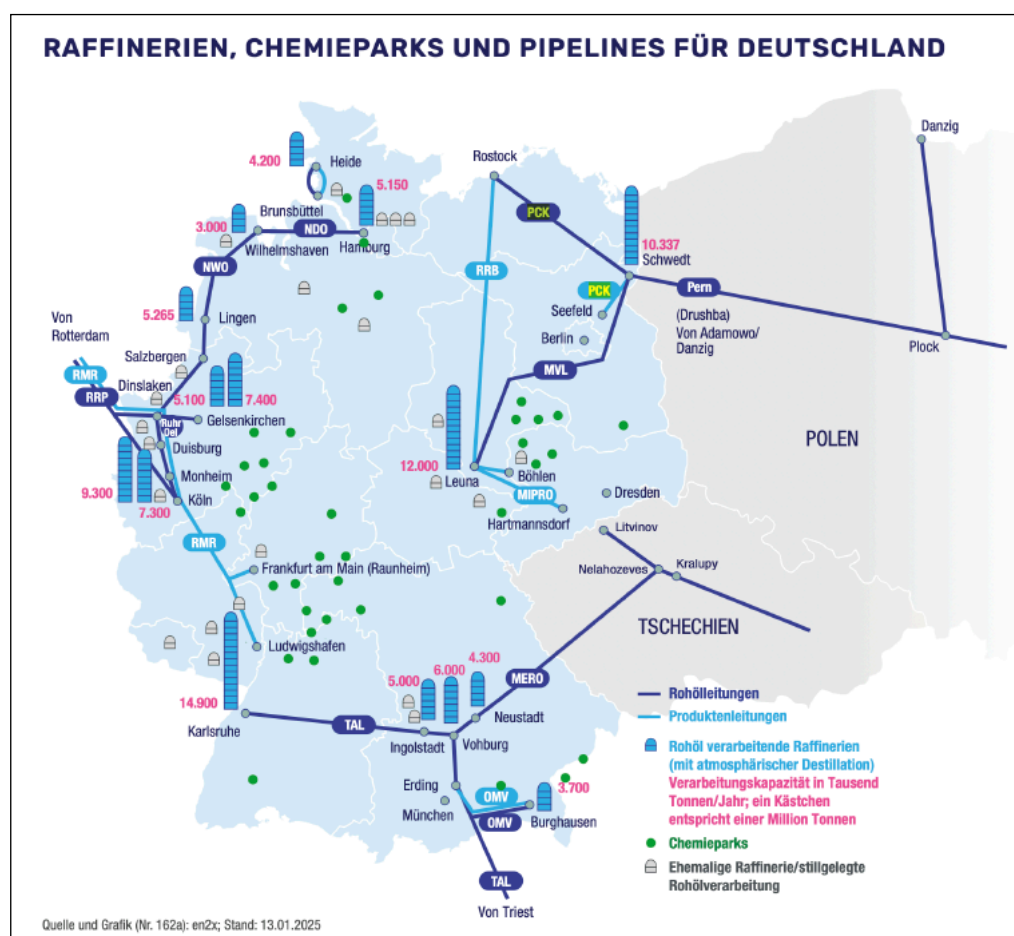 RAFFINERIEN, CHEMIEPARKS UND PIPELINES FÜR DEUTSCHLAND
Danzig
4.200
Heide
Rostock
5.150
Brunsbüttel
PCK
3.000
NDO
Wilhelmshaven
Hamburg
10.337
Schwedt
NWO
RRB
PCK
Pern
Seefeld
(Drushba)
Von Adamowo/
Danzig
5.265
Lingen
Von
Rotterdam
Berlin
Plock
Salzbergen
MVL
RMR
Dinslaken
RRP
5.100
7.400
Ruhr
Oel
Gelsenkirchen
Duisburg
POLEN
12.000
Monheim
Leuna
Böhlen
9.300
MIPRO
Dresden
7.300
Köln
Hartmannsdorf
Litvinov
RMR
Kralupy
Frankfurt am Main (Raunheim)
Nelahozeves
TSCHECHIEN
Ludwigshafen
4.300
6.000
5.000
MERO
14.900
Rohölleitungen
Karlsruhe
TAL
Neustadt
Produktenleitungen
Ingolstadt
Vohburg
Rohöl verarbeitende Raffinerien
(mit atmosphärischer Destillation)
Verarbeitungskapazität in Tausend
Tonnen/Jahr; ein Kästchen
entspricht einer Million Tonnen
Erding
3.700
München
OMV
OMV
Burghausen
Chemieparks
Ehemalige Raffinerie/stillgelegte
Rohölverarbeitung
TAL
Von Triest
Quelle und Grafik (Nr. 162a): en2x; Stand: 13.01.2025